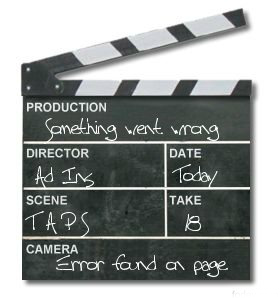 PRODUCTION
Something went wrong
DIRECTOR DATE
Ad Ins Today
SCENE TAKE
TAPS 18
CAMERA
Error found on page